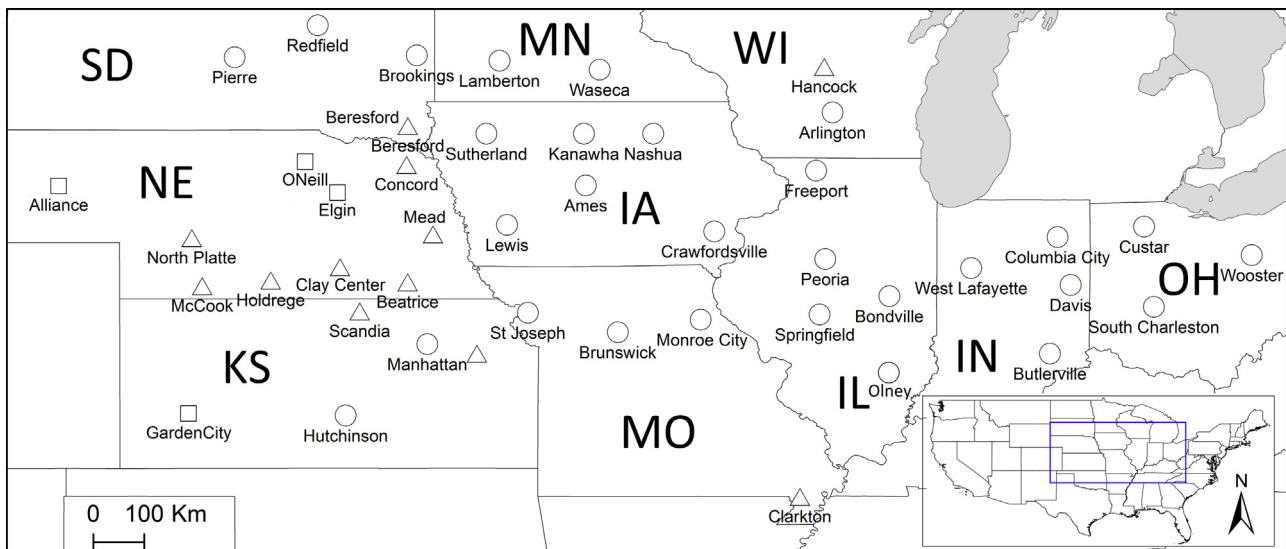 SD
MN
WI
Redfield
Pierre
Brookings
Lamberton
Waseca
Hancock
Arlington
Beresford
Beresford
Sutherland
Kanawha
Nashua
NE
ONeill
Concord
Freeport
Alliance
Elgin
Ames
IA
Mead
Lewis
Crawfordsville
North Platte
Columbia City
Custar
Peoria
OH
Wooster
Clay Center
West Lafayette
McCook
Holdrege
Beatrice
Davis
Bondville
Scandia
St Joseph
Springfield
South Charleston
Brunswick
Monroe City
KS
Manhattan
IN
Butlerville
IL
Olney
GardenCity
Hutchinson
MO
N
0 100 Km
Clarkton